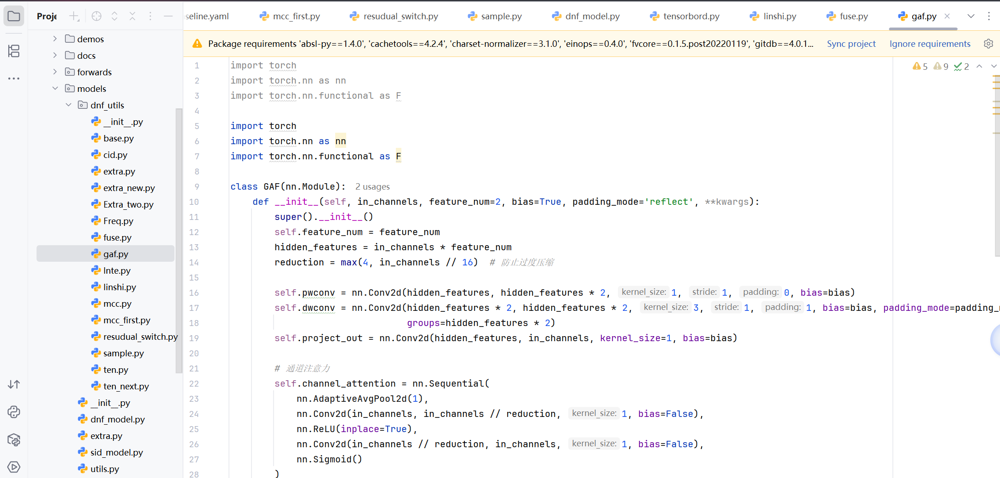 Proje
seline.yaml
mcc_first.py
resudual_switch.py
sample.py
dnf_model.py
tensorbord.py
linshi.py
fuse.py
gaf.py
Package requirements 'absl-py==1.4.0', 'cachetools==4.2.4', 'charset-normalizer==3.1.0', 'einops==0.4.0', 'fvcore==0.1.5.post20220119', 'gitdb==4.0.1... Sync project Ignore requirements
5 9 2
demos
docs
forwards
models
dnf_utils
__init__.py
base.py
cid.py
extra.py
extra_new.py
Extra_two.py
Freq.py
fuse.py
gaf.py
lnte.py
linshi.py
mcc.py
mcc_first.py
resudual_switch.py
sample.py
ten.py
ten_next.py
__init__.py
dnf_model.py
extra.py
sid_model.py
utils.py
1 import torch
2 import torch.nn as nn
3 import torch.nn.functional as F
4
5 import torch
6 import torch.nn as nn
7 import torch.nn.functional as F
8
9 class GAF(nn.Module): 2 usages
10 def __init__(self, in_channels, feature_num=2, bias=True, padding_mode='reflect', **kwargs):
11 super().__init__()
12 self.feature_num = feature_num
13 hidden_features = in_channels * feature_num
14 reduction = max(4, in_channels // 16) # 防止过度压缩
15
16 self.pwconv = nn.Conv2d(hidden_features, hidden_features * 2, kernel_size: 1, stride: 1, padding: 0, bias=bias)
17 self.dwconv = nn.Conv2d(hidden_features * 2, hidden_features * 2, kernel_size: 3, stride: 1, padding: 1, bias=bias, padding_mode=padding_
18 groups=hidden_features * 2)
19 self.project_out = nn.Conv2d(hidden_features, in_channels, kernel_size=1, bias=bias)
20
21 # 通道注意力
22 self.channel_attention = nn.Sequential(
23 nn.AdaptiveAvgPool2d(1),
24 nn.Conv2d(in_channels, in_channels // reduction, kernel_size: 1, bias=False),
25 nn.ReLU(inplace=True),
26 nn.Conv2d(in_channels // reduction, in_channels, kernel_size: 1, bias=False),
27 nn.Sigmoid()
28 )